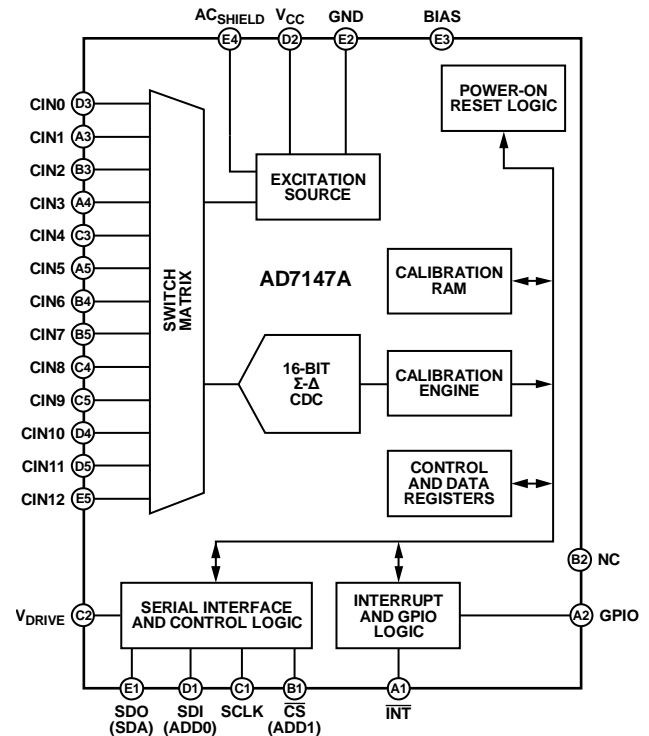 AC_SHIELD
V_CC
GND
BIAS
E4
D2
E2
E3
CIN0 D3
CIN1 A3
CIN2 B3
CIN3 A4
CIN4 C3
CIN5 A5
CIN6 B4
CIN7 B5
CIN8 C4
CIN9 C5
CIN10 D4
CIN11 D5
CIN12 E5
SWITCH
MATRIX
POWER-ON
RESET LOGIC
EXCITATION
SOURCE
AD7147A
CALIBRATION
RAM
16-BIT
Σ-Δ
CDC
CALIBRATION
ENGINE
CONTROL
AND DATA
REGISTERS
B2 NC
V_DRIVE C2
SERIAL INTERFACE
AND CONTROL LOGIC
INTERRUPT
AND GPIO
LOGIC
A2 GPIO
E1
D1
C1
B1
A1
SDO
(SDA)
SDI
(ADD0)
SCLK
C̅S̅
(ADD1)
I̅N̅T̅